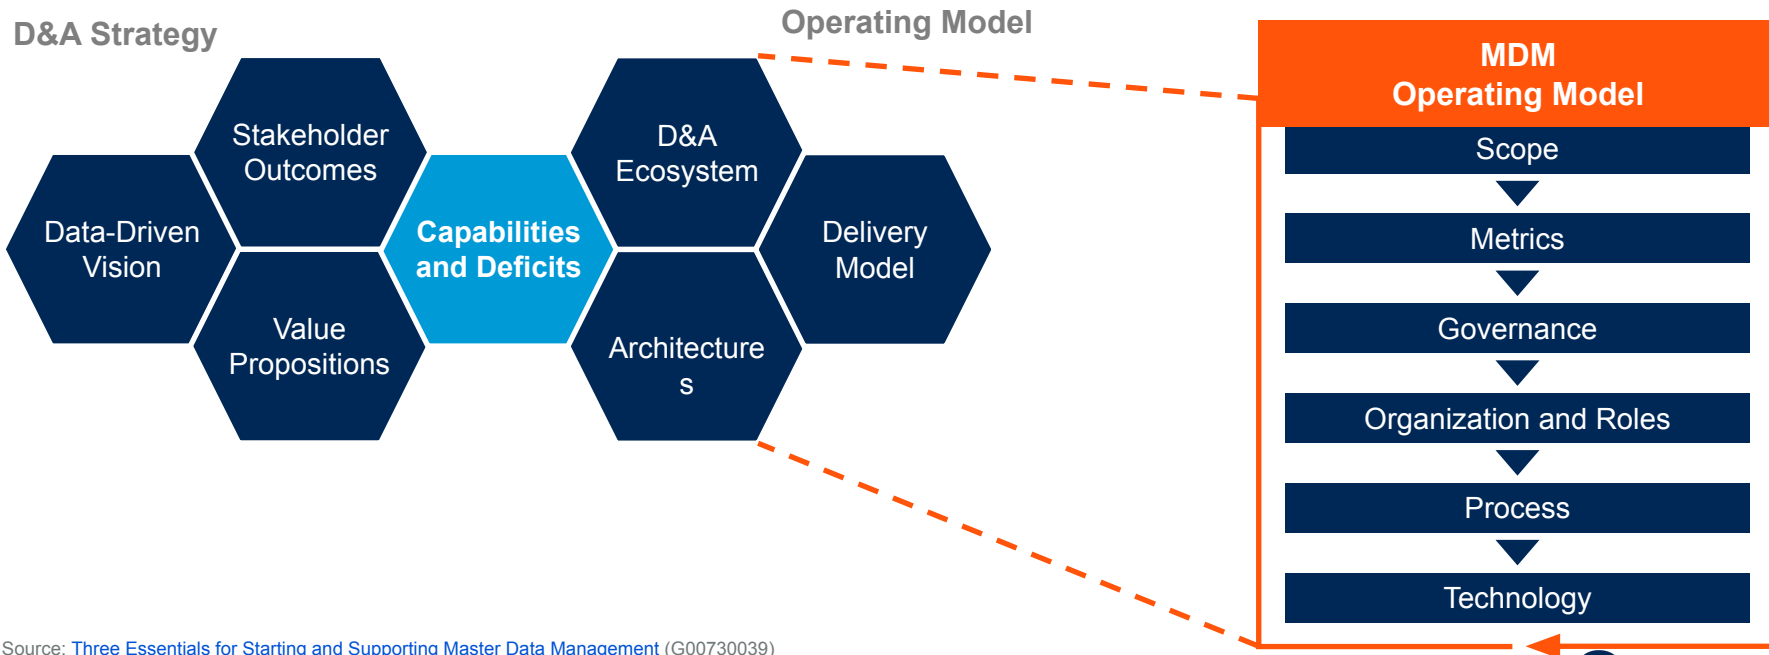 D&A Strategy
Operating Model
Stakeholder
Outcomes
Data-Driven
Vision
Value
Propositions
Capabilities
and Deficits
D&A
Ecosystem
Architecture
s
Delivery
Model
MDM
Operating Model
Scope
Metrics
Governance
Organization and Roles
Process
Technology
Source: Three Essentials for Starting and Supporting Master Data Management (G00730039)